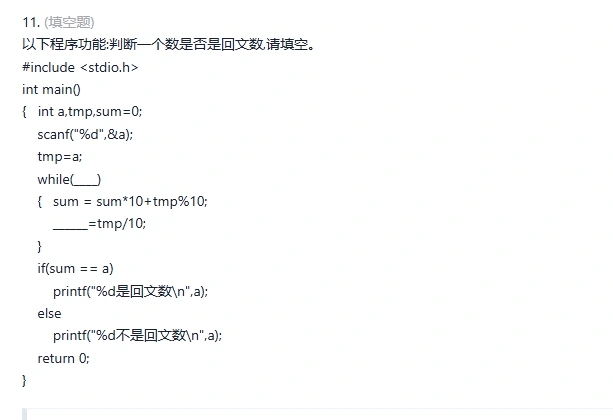 11. (填空题)
以下程序功能:判断一个数是否是回文数,请填空。
#include <stdio.h>
int main()
{ int a,tmp,sum=0;
scanf("%d",&a);
tmp=a;
while(____)
{ sum = sum*10+tmp%10;
______=tmp/10;
}
if(sum == a)
printf("%d是回文数\n",a);
else
printf("%d不是回文数\n",a);
return 0;
}